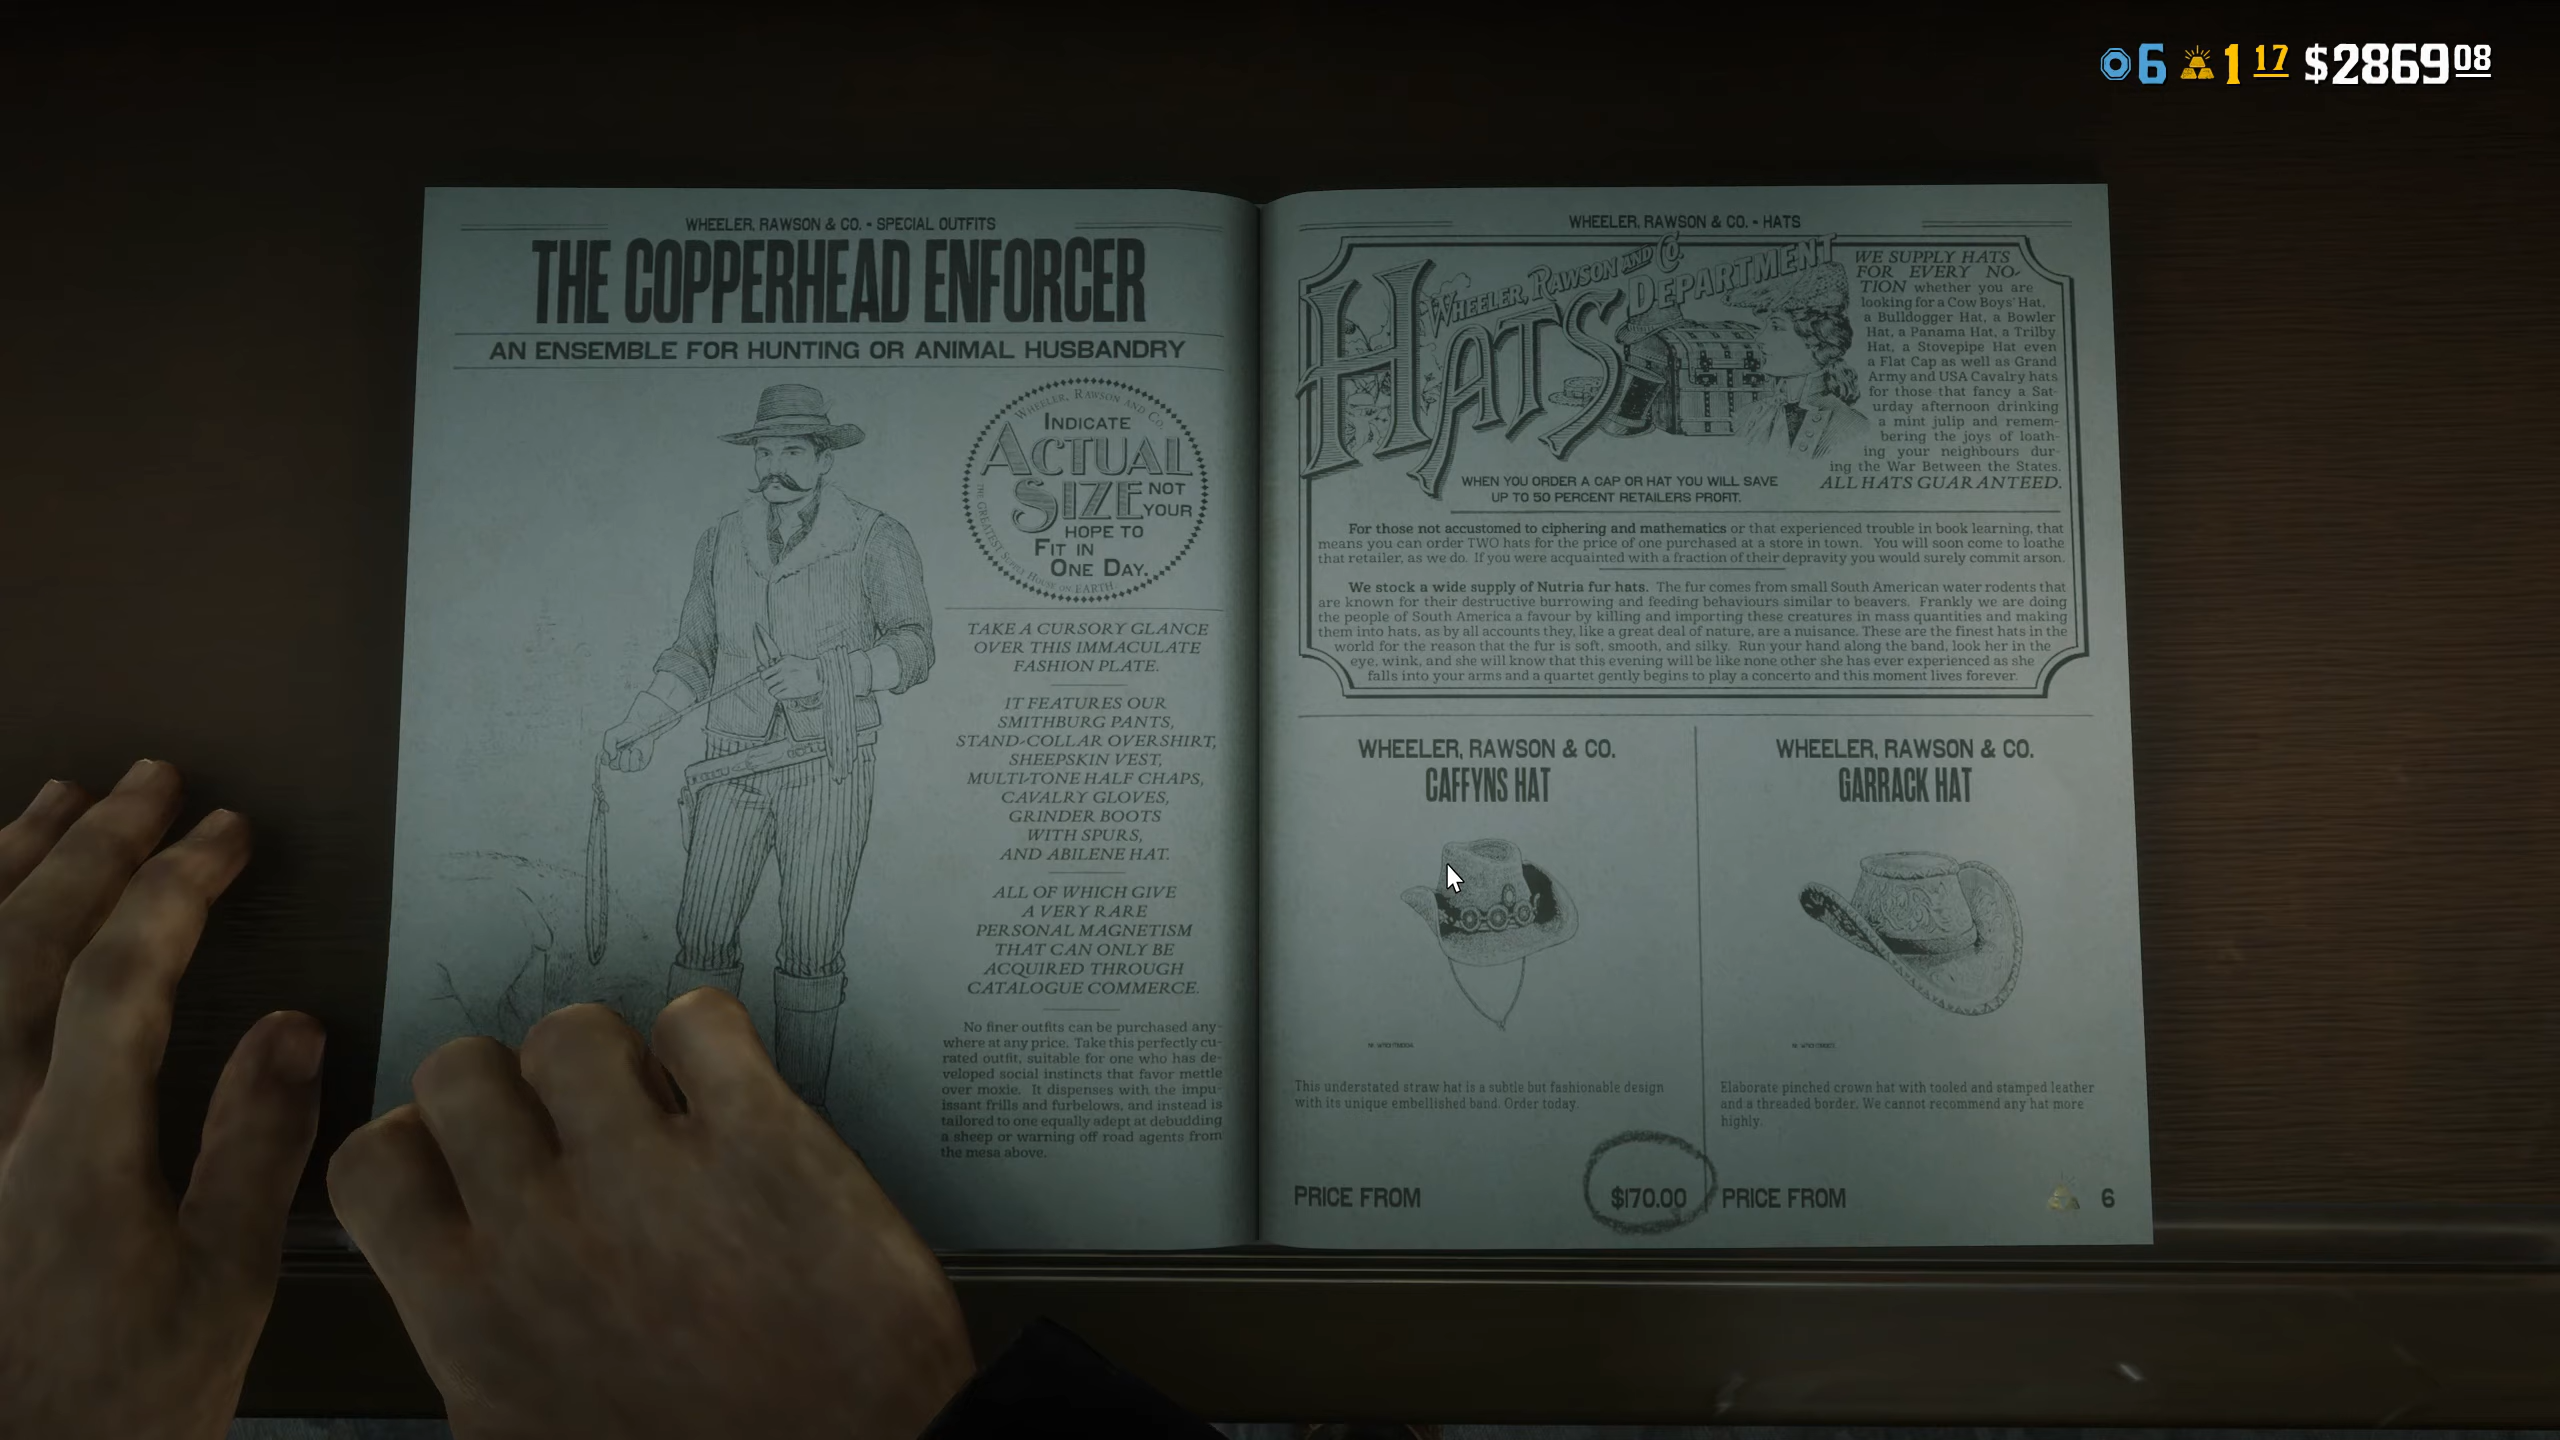 6 1 17 $2869 08
WHEELER, RAWSON & CO. - SPECIAL OUTFITS
THE COPPERHEAD ENFORCER
AN ENSEMBLE FOR HUNTING OR ANIMAL HUSBANDRY
WHEELER, RAWSON AND CO.
INDICATE
ACTUAL
SIZE NOT
YOUR
HOPE TO
FIT IN
ONE DAY.
THE GREATEST SUPPLY HOUSE ON EARTH
TAKE A CURSORY GLANCE
OVER THIS IMMACULATE
FASHION PLATE.
IT FEATURES OUR
SMITHBURG PANTS,
STAND-COLLAR OVERSHIRT,
SHEEPSKIN VEST,
MULTI-TONE HALF CHAPS,
CAVALRY GLOVES,
GRINDER BOOTS
WITH SPURS,
AND ABILENE HAT.
ALL OF WHICH GIVE
A VERY RARE
PERSONAL MAGNETISM
THAT CAN ONLY BE
ACQUIRED THROUGH
CATALOGUE COMMERCE.
No finer outfits can be purchased any-
where at any price. Take this perfectly cu-
rated outfit, suitable for one who has de-
veloped social instincts that favor mettle
over moxie. It dispenses with the impu-
issant frills and furbelows, and instead is
tailored to one equally adept at debudding
a sheep or warning off road agents from
the mesa above.
WHEELER, RAWSON & CO. - HATS
WHEELER, RAWSON AND CO.
HATS DEPARTMENT
WE SUPPLY HATS
FOR EVERY NO-
TION whether you are
looking for a Cow Boys' Hat,
a Bulldogger Hat, a Bowler
Hat, a Panama Hat, a Trilby
Hat, a Stovepipe Hat even
a Flat Cap as well as Grand
Army and USA Cavalry hats
for those that fancy a Sat-
urday afternoon drinking
a mint julip and remem-
bering the joys of loath-
ing your neighbours dur-
ing the War Between the States.
ALL HATS GUARANTEED.
WHEN YOU ORDER A CAP OR HAT YOU WILL SAVE
UP TO 50 PERCENT RETAILERS PROFIT.
For those not accustomed to ciphering and mathematics or that experienced trouble in book learning, that
means you can order TWO hats for the price of one purchased at a store in town. You will soon come to loathe
that retailer, as we do. If you were acquainted with a fraction of their depravity you would surely commit arson.
We stock a wide supply of Nutria fur hats. The fur comes from small South American water rodents that
are known for their destructive burrowing and feeding behaviours similar to beavers. Frankly we are doing
the people of South America a favour by killing and importing these creatures in mass quantities and making
them into hats, as by all accounts they, like a great deal of nature, are a nuisance. These are the finest hats in the
world for the reason that the fur is soft, smooth, and silky. Run your hand along the band, look her in the
eye, wink, and she will know that this evening will be like none other she has ever experienced as she
falls into your arms and a quartet gently begins to play a concerto and this moment lives forever.
WHEELER, RAWSON & CO.
CAFFYNS HAT
This understated straw hat is a subtle but fashionable design
with its unique embellished band. Order today.
PRICE FROM $170.00
WHEELER, RAWSON & CO.
GARRACK HAT
Elaborate pinched crown hat with tooled and stamped leather
and a threaded border. We cannot recommend any hat more
highly.
PRICE FROM 6